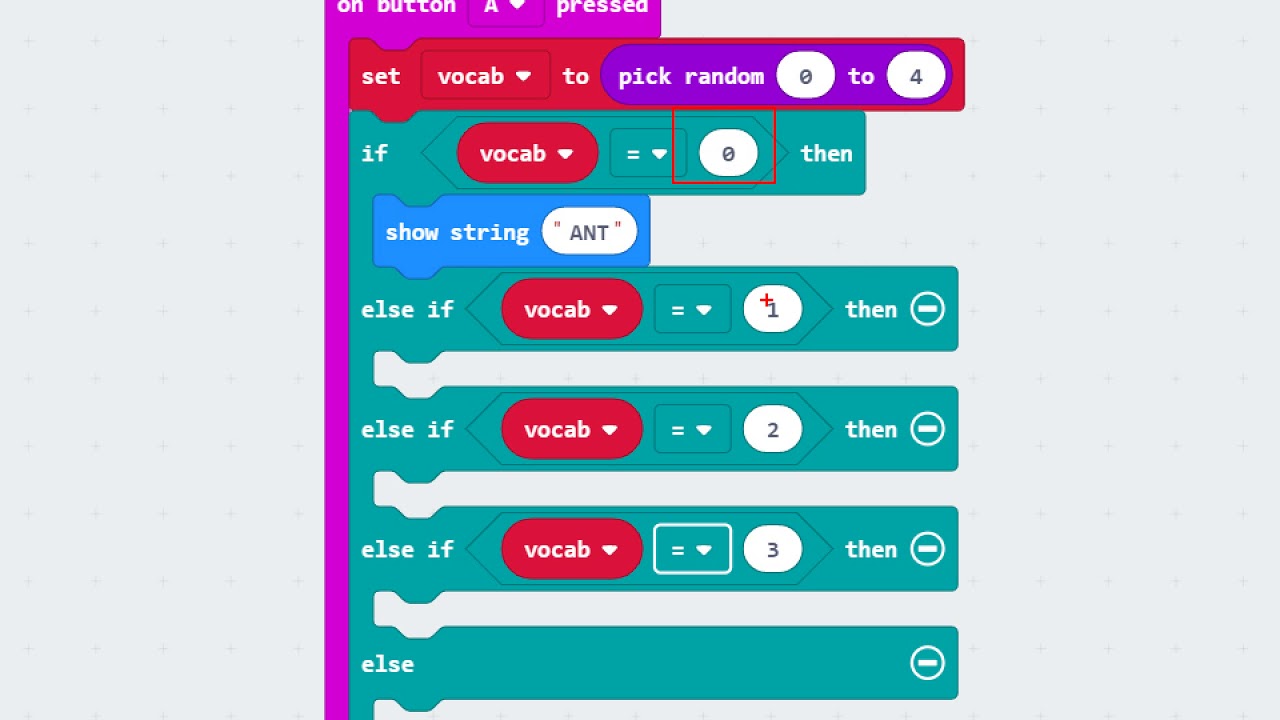 on button A pressed
set vocab to pick random 0 to 4
if vocab = 0 then
show string "ANT"
else if vocab = 1 then
else if vocab = 2 then
else if vocab = 3 then
else